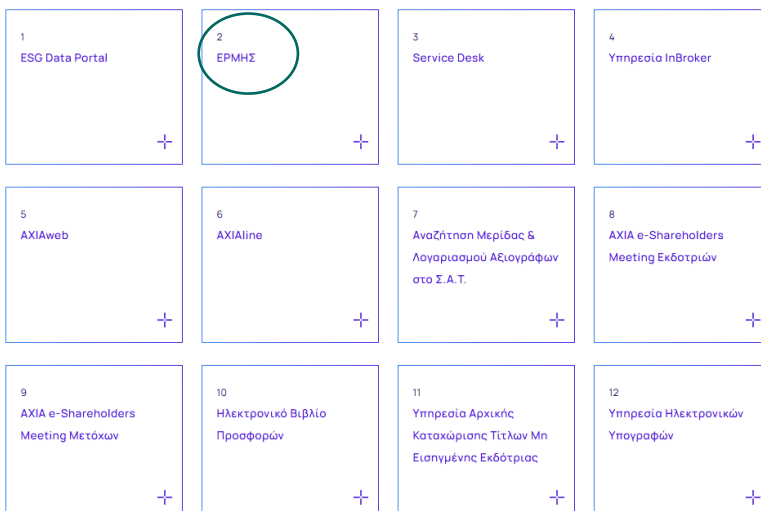 1
ESG Data Portal
2
ΕΡΜΗΣ
3
Service Desk
4
Υπηρεσία InBroker
5
AXIAweb
6
AXIAline
7
Αναζήτηση Μερίδας &
Λογαριασμού Αξιογράφων
στο Σ.Α.Τ.
8
AXIA e-Shareholders
Meeting Εκδοτριών
9
AXIA e-Shareholders
Meeting Μετόχων
10
Ηλεκτρονικό Βιβλίο
Προσφορών
11
Υπηρεσία Αρχικής
Καταχώρισης Τίτλων Μη
Εισηγμένης Εκδότριας
12
Υπηρεσία Ηλεκτρονικών
Υπογραφών